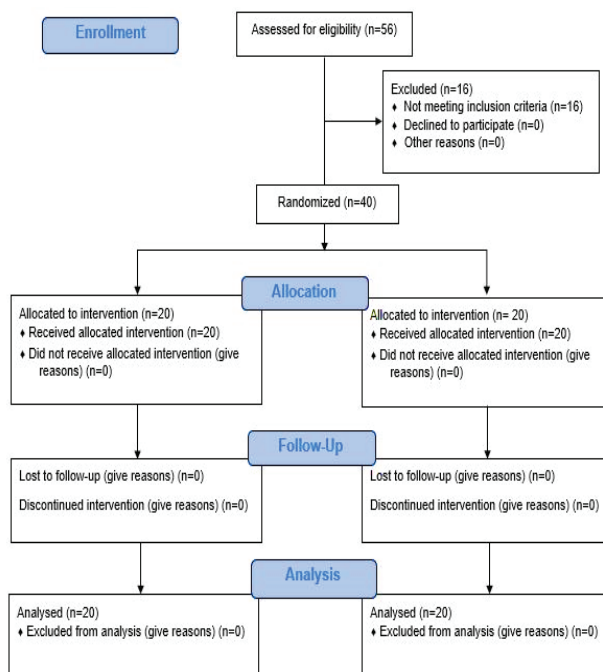 Enrollment
Assessed for eligibility (n=56)
Excluded (n=16)
♦ Not meeting inclusion criteria (n=16)
♦ Declined to participate (n=0)
♦ Other reasons (n=0)
Randomized (n=40)
Allocation
Allocated to intervention (n=20)
♦ Received allocated intervention (n=20)
♦ Did not receive allocated intervention (give
reasons) (n=0)
Allocated to intervention (n= 20)
♦ Received allocated intervention (n=20)
♦ Did not receive allocated intervention (give
reasons) (n=0)
Follow-Up
Lost to follow-up (give reasons) (n=0)
Discontinued intervention (give reasons) (n=0)
Lost to follow-up (give reasons) (n=0)
Discontinued intervention (give reasons) (n=0)
Analysis
Analysed (n=20)
♦ Excluded from analysis (give reasons) (n=0)
Analysed (n=20)
♦ Excluded from analysis (give reasons) (n=0)